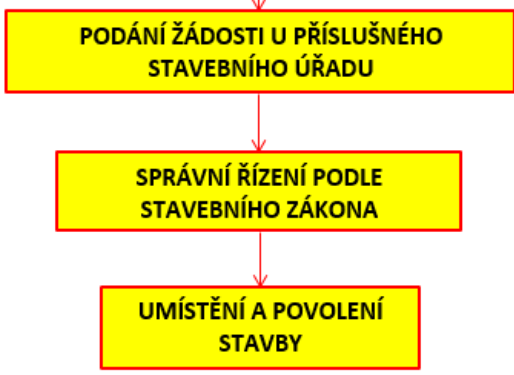 PODÁNÍ ŽÁDOSTI U PŘÍSLUŠNÉHO
STAVEBNÍHO ÚŘADU
SPRÁVNÍ ŘÍZENÍ PODLE
STAVEBNÍHO ZÁKONA
UMÍSTĚNÍ A POVOLENÍ
STAVBY